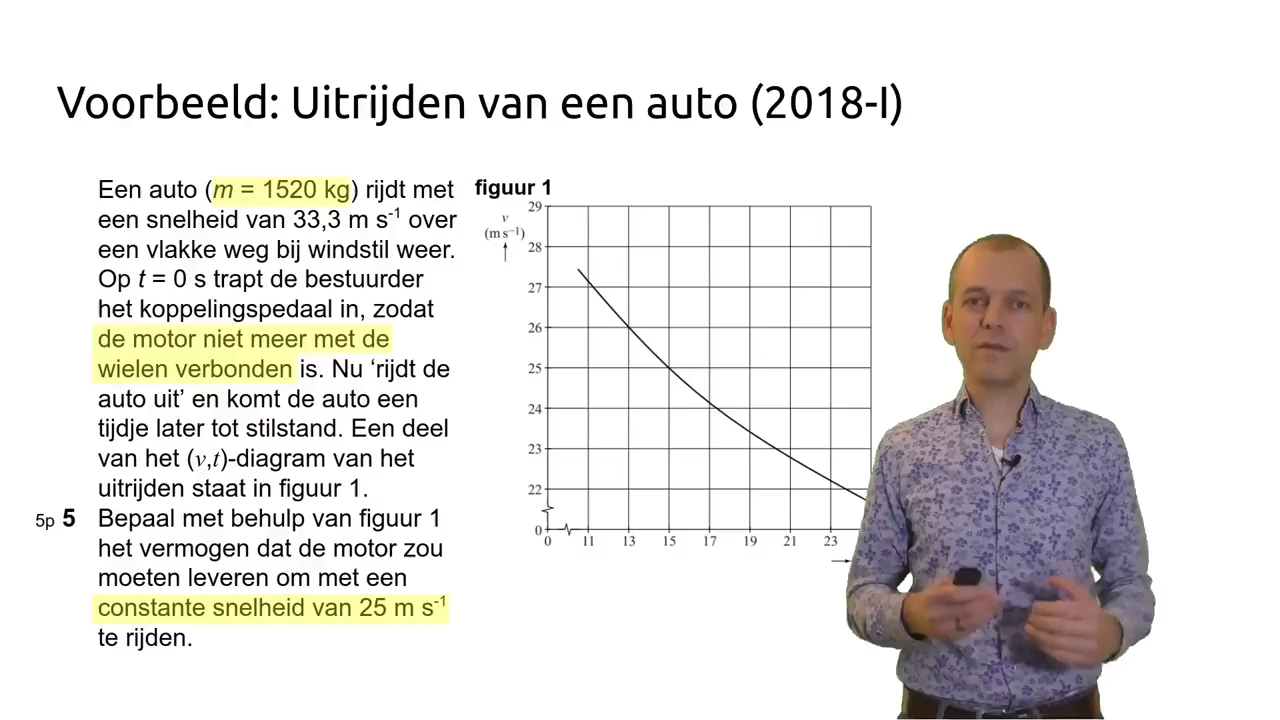 Voorbeeld: Uitrijden van een auto (2018-I)
Een auto (m = 1520 kg) rijdt met
een snelheid van 33,3 m s⁻¹ over
een vlakke weg bij windstil weer.
Op t = 0 s trapt de bestuurder
het koppelingspedaal in, zodat
de motor niet meer met de
wielen verbonden is. Nu ‘rijdt de
auto uit’ en komt de auto een
tijdje later tot stilstand. Een deel
van het (v,t)-diagram van het
uitrijden staat in figuur 1.
5p 5 Bepaal met behulp van figuur 1
het vermogen dat de motor zou
moeten leveren om met een
constante snelheid van 25 m s⁻¹
te rijden.
figuur 1
v
(m s⁻¹)
29
28
27
26
25
24
23
22
0
0 11 13 15 17 19 21 23